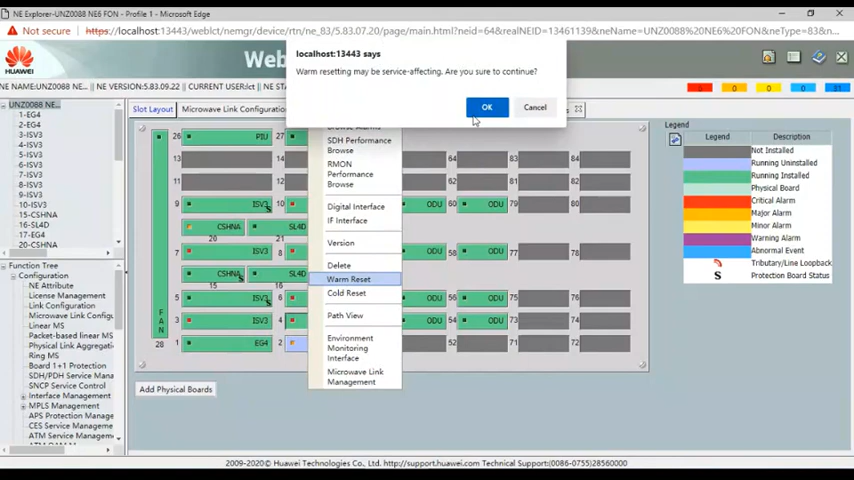 NE Explorer-UNZ0088 NE6 FON - Profile 1 - Microsoft Edge
Not secure
https://localhost:13443/weblct/nemgr/device/rtn/ne_83/5.83.07.20/page/main.html?neid=64&realNEID=13461139&neName=UNZ0088%20NE6%20FON&neType=83&n
HUAWEI
Web
localhost:13443 says
Warm resetting may be service-affecting. Are you sure to continue?
OK
Cancel
NE VERSION: 5.83.09.22 | CURRENT USER:lct |
UNZ0088 NE6 FON
1-EG4
2-EG4
3-ISV3
4-ISV3
5-ISV3
6-ISV3
7-ISV3
8-ISV3
9-ISV3
10-ISV3
15-CSHNA
16-SL4D
17-EG4
20-CSHNA
Function Tree
Configuration
NE Attribute
License Management
Link Configuration
Microwave Link Configu
Linear MS
Packet-based linear MS
Physical Link Aggregatio
Ring MS
Board 1+1 Protection
SDH/PDH Service Mana
SNCP Service Control
Interface Management
MPLS Management
APS Protection Manage
CES Service Manageme
ATM Service Manageme
Slot Layout
Microwave Link Configuratio
26 PIU 14
13 12 64 83 84
11 62 81 82
9 ISV3 S 10 ODU 60 ODU 79 80
CSHNA SL4D
20 21
7 ISV3 8 ODU 58 ODU 77 78
CSHNA S SL4D
15
5 ISV3 S 6 ODU 56 ODU 75 76
3 ISV3 4 ODU 54 ODU 73 74
1 EG4 2 52 71 72
FAN
28
SDH Performance
Browse
RMON
Performance
Browse
Digital Interface
IF Interface
Version
Delete
Warm Reset
Cold Reset
Path View
Environment
Monitoring
Interface
Microwave Link
Management
Add Physical Boards
Legend
Legend Description
Not Installed
Running Uninstalled
Running Installed
Physical Board
Critical Alarm
Major Alarm
Minor Alarm
Warning Alarm
Abnormal Event
Tributary/Line Loopback
S Protection Board Status
2009-2020© Huawei Technologies Co., Ltd. http://support.huawei.com Technical Support:(0086-0755)28560000